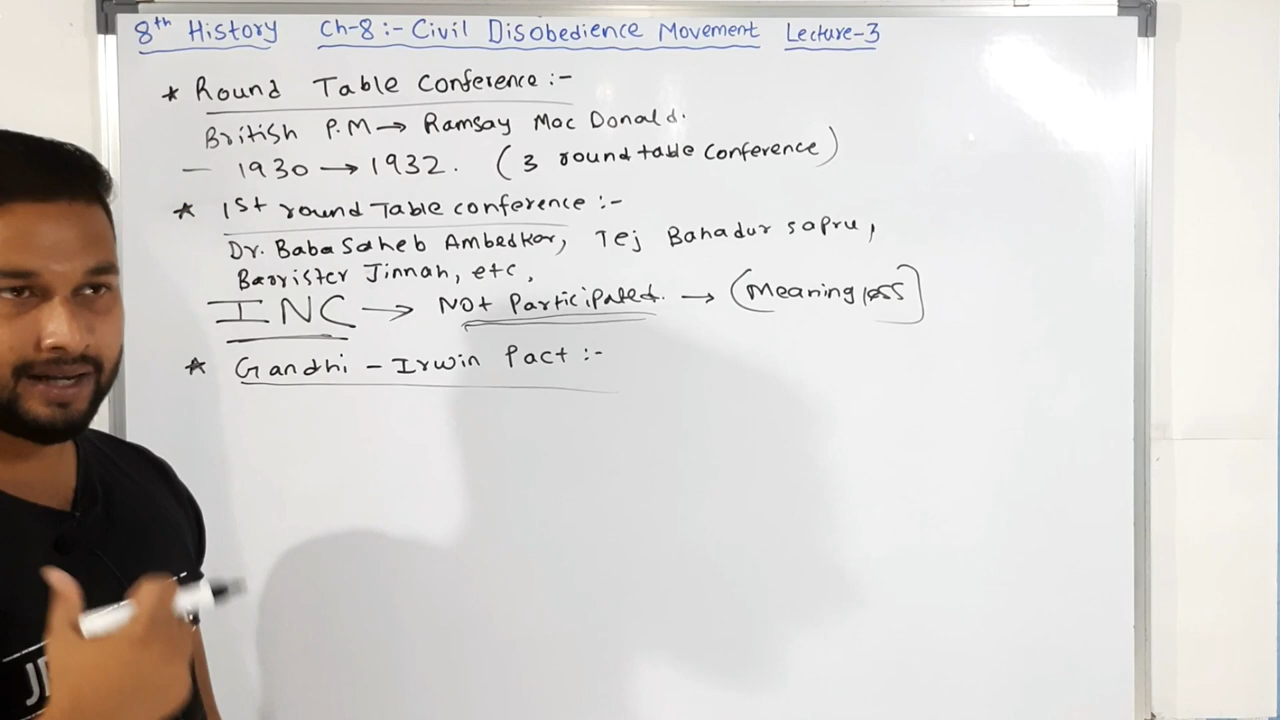 8th History Ch-8:- Civil Disobedience Movement Lecture-3
* Round Table Conference:-
British P.M → Ramsay Mac Donald.
— 1930 → 1932. (3 round table Conference)
* 1st round Table conference :-
Dr. Baba Saheb Ambedkar, Tej Bahadur sapru,
Barrister Jinnah, etc,
INC → Not Participated. → (Meaningless)
* Gandhi - Irwin Pact :-